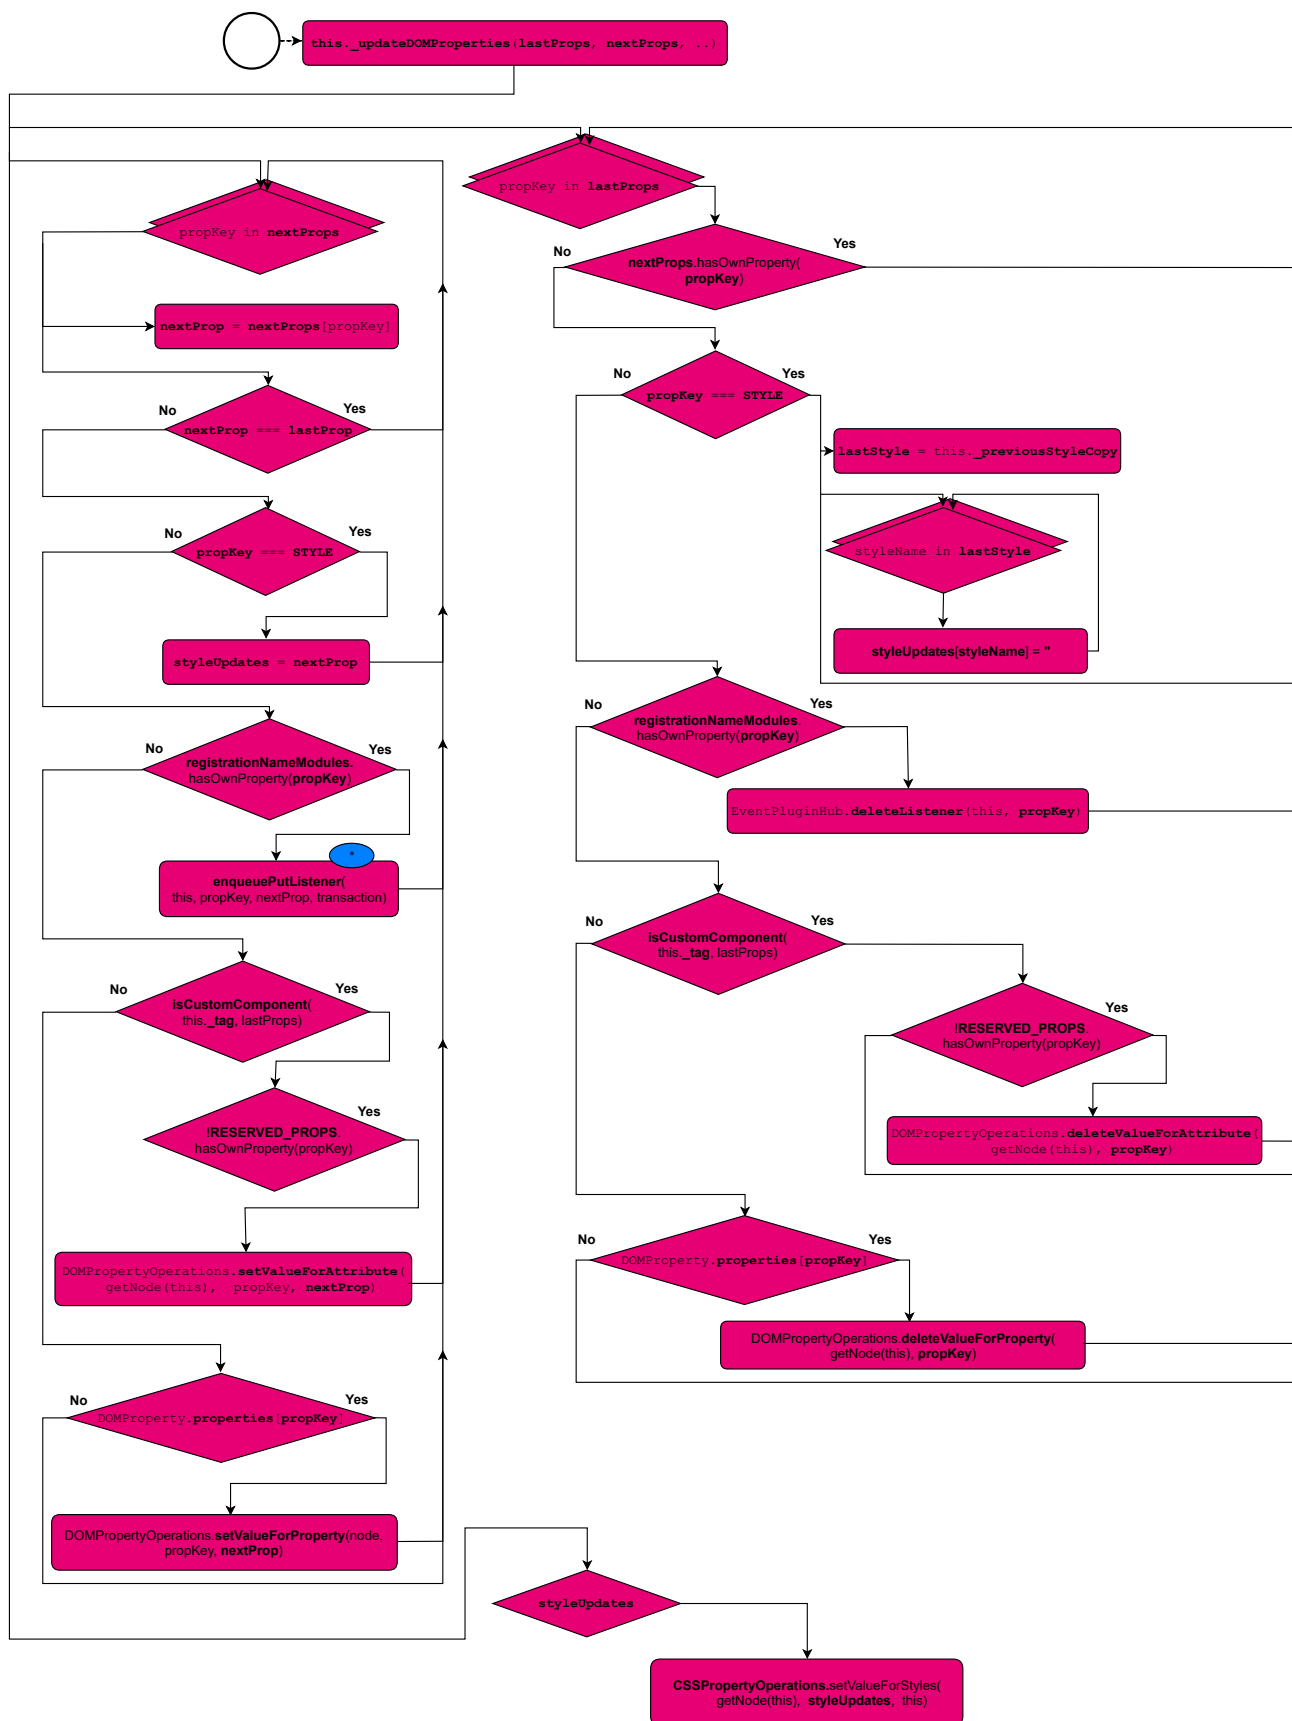 this._updateDOMProperties(lastProps, nextProps, ..)
propKey in nextProps
nextProp = nextProps[propKey]
No
Yes
nextProp === lastProp
No
Yes
propKey === STYLE
styleUpdates = nextProp
No
Yes
registrationNameModules.
hasOwnProperty(propKey)
*
enqueuePutListener(
this, propKey, nextProp, transaction)
No
Yes
isCustomComponent(
this._tag, lastProps)
Yes
!RESERVED_PROPS.
hasOwnProperty(propKey)
DOMPropertyOperations.setValueForAttribute(
getNode(this), propKey, nextProp)
No
Yes
DOMProperty.properties[propKey]
DOMPropertyOperations.setValueForProperty(node,
propKey, nextProp)
propKey in lastProps
No
Yes
nextProps.hasOwnProperty(
propKey)
No
Yes
propKey === STYLE
lastStyle = this._previousStyleCopy
styleName in lastStyle
styleUpdates[styleName] = ''
No
Yes
registrationNameModules.
hasOwnProperty(propKey)
EventPluginHub.deleteListener(this, propKey)
No
Yes
isCustomComponent(
this._tag, lastProps)
Yes
!RESERVED_PROPS.
hasOwnProperty(propKey)
DOMPropertyOperations.deleteValueForAttribute(
getNode(this), propKey)
No
Yes
DOMProperty.properties[propKey]
DOMPropertyOperations.deleteValueForProperty(
getNode(this), propKey)
styleUpdates
CSSPropertyOperations.setValueForStyles(
getNode(this), styleUpdates, this)